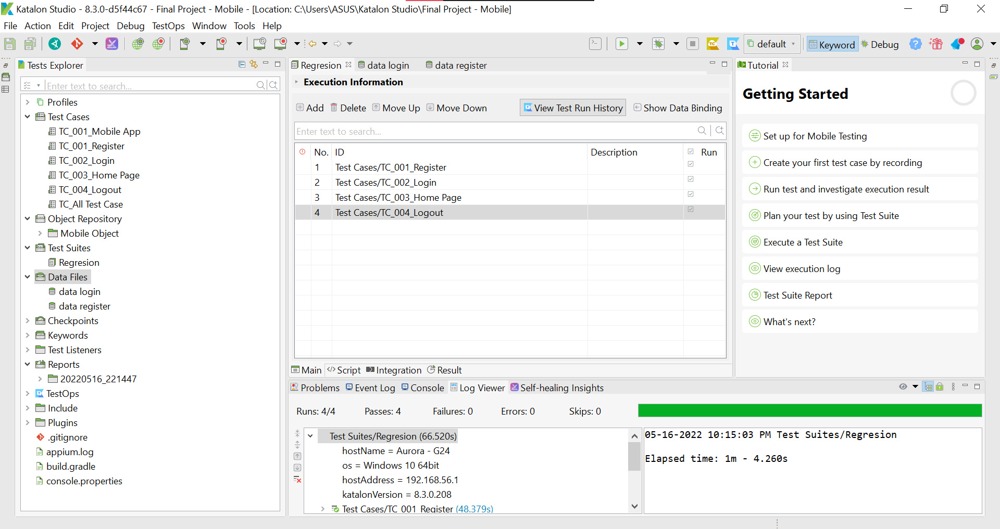 Katalon Studio - 8.3.0-d5f44c67 - Final Project - Mobile - [Location: C:\Users\ASUS\Katalon Studio\Final Project - Mobile]
File Action Edit Project Debug TestOps Window Tools Help
default Keyword Debug
Tests Explorer
Enter text to search...
Profiles
Test Cases
TC_001_Mobile App
TC_001_Register
TC_002_Login
TC_003_Home Page
TC_004_Logout
TC_All Test Case
Object Repository
Mobile Object
Test Suites
Regresion
Data Files
data login
data register
Checkpoints
Keywords
Test Listeners
Reports
20220516_221447
TestOps
Include
Plugins
.gitignore
appium.log
build.gradle
console.properties
Regresion data login data register
Execution Information
Add Delete Move Up Move Down View Test Run History Show Data Binding
Enter text to search...
No. ID Description Run
1 Test Cases/TC_001_Register
2 Test Cases/TC_002_Login
3 Test Cases/TC_003_Home Page
4 Test Cases/TC_004_Logout
Main Script Integration Result
Tutorial
Getting Started
Set up for Mobile Testing
Create your first test case by recording
Run test and investigate execution result
Plan your test by using Test Suite
Execute a Test Suite
View execution log
Test Suite Report
What's next?
Problems Event Log Console Log Viewer Self-healing Insights
Runs: 4/4 Passes: 4 Failures: 0 Errors: 0 Skips: 0
Test Suites/Regresion (66.520s)
hostName = Aurora - G24
os = Windows 10 64bit
hostAddress = 192.168.56.1
katalonVersion = 8.3.0.208
Test Cases/TC_001_Register (48.379s)
05-16-2022 10:15:03 PM Test Suites/Regresion
Elapsed time: 1m - 4.260s